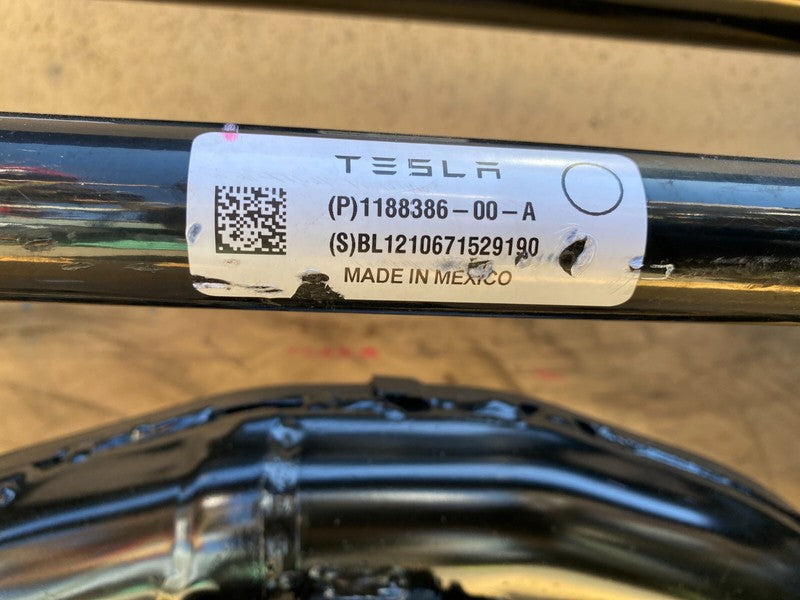 TESLA
(P)1188386-00-A
(S)BL1210671529190
MADE IN MEXICO